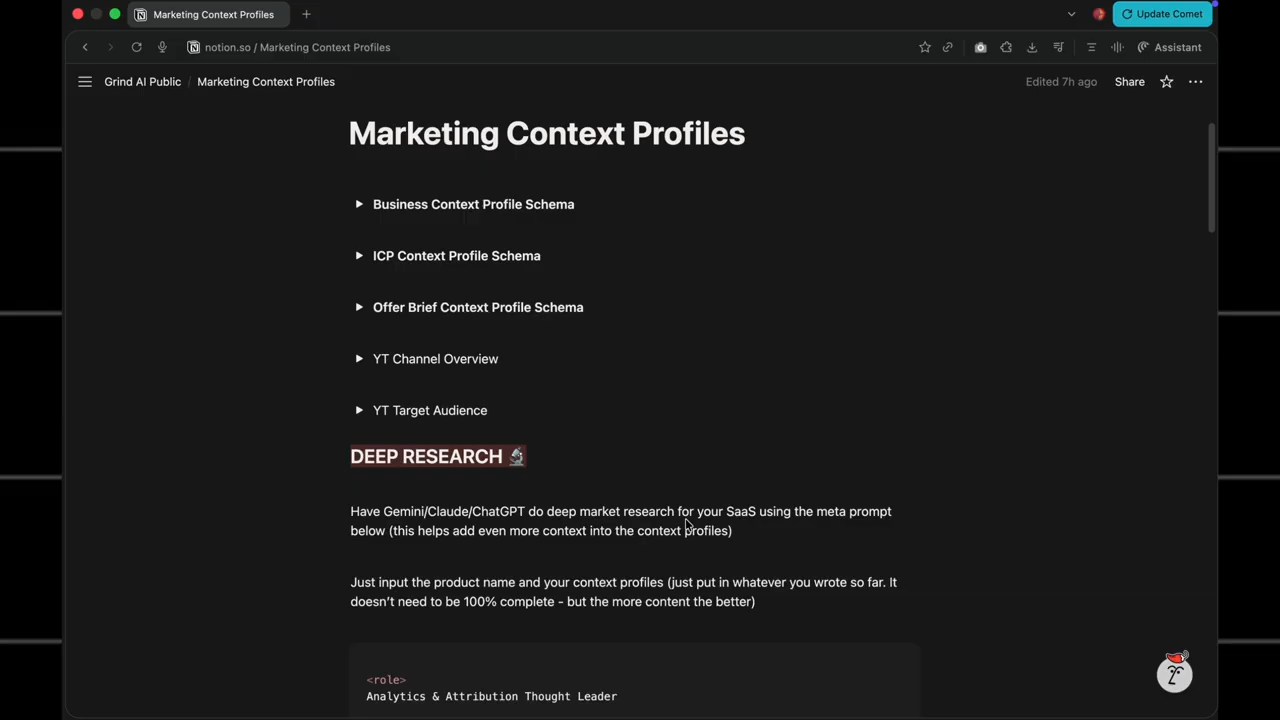 Marketing Context Profiles
Update Comet
notion.so / Marketing Context Profiles
Assistant
Grind AI Public / Marketing Context Profiles
Edited 7h ago
Share
Marketing Context Profiles
Business Context Profile Schema
ICP Context Profile Schema
Offer Brief Context Profile Schema
YT Channel Overview
YT Target Audience
DEEP RESEARCH 🔬
Have Gemini/Claude/ChatGPT do deep market research for your SaaS using the meta prompt
below (this helps add even more context into the context profiles)
Just input the product name and your context profiles (just put in whatever you wrote so far. It
doesn't need to be 100% complete - but the more content the better)
<role>
Analytics & Attribution Thought Leader